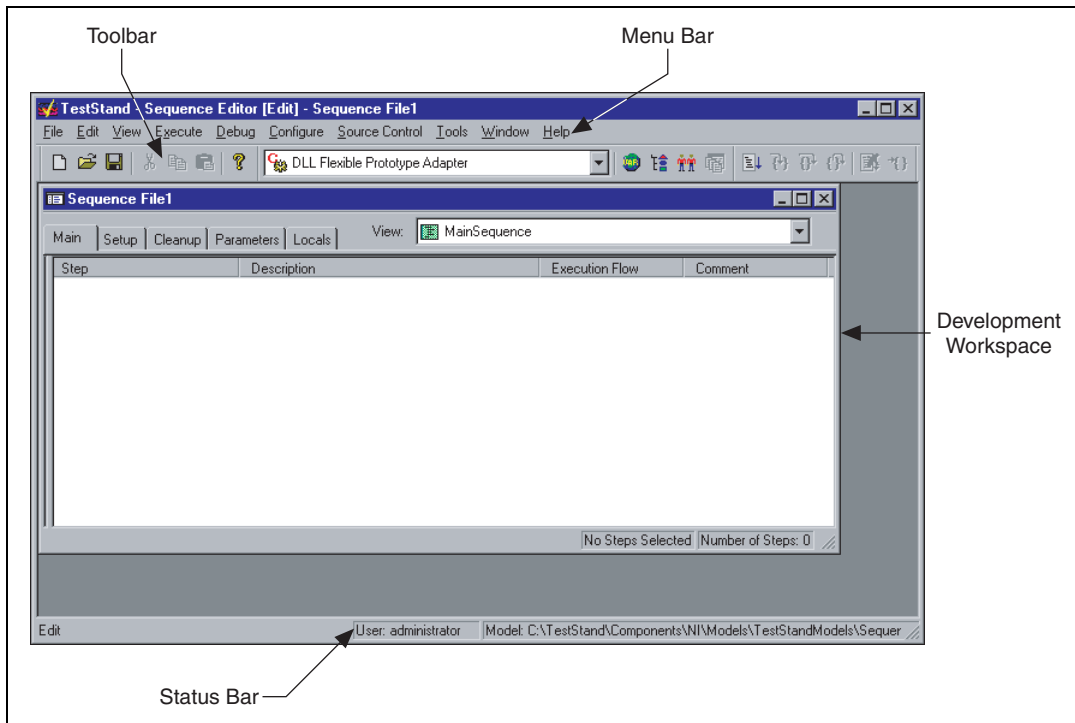 Toolbar
Menu Bar
TestStand - Sequence Editor [Edit] - Sequence File1
File Edit View Execute Debug Configure Source Control Tools Window Help
DLL Flexible Prototype Adapter
Sequence File1
Main Setup Cleanup Parameters Locals View: MainSequence
Step Description Execution Flow Comment
Development
Workspace
No Steps Selected Number of Steps: 0
Edit User: administrator Model: C:\TestStand\Components\NI\Models\TestStandModels\Sequer
Status Bar